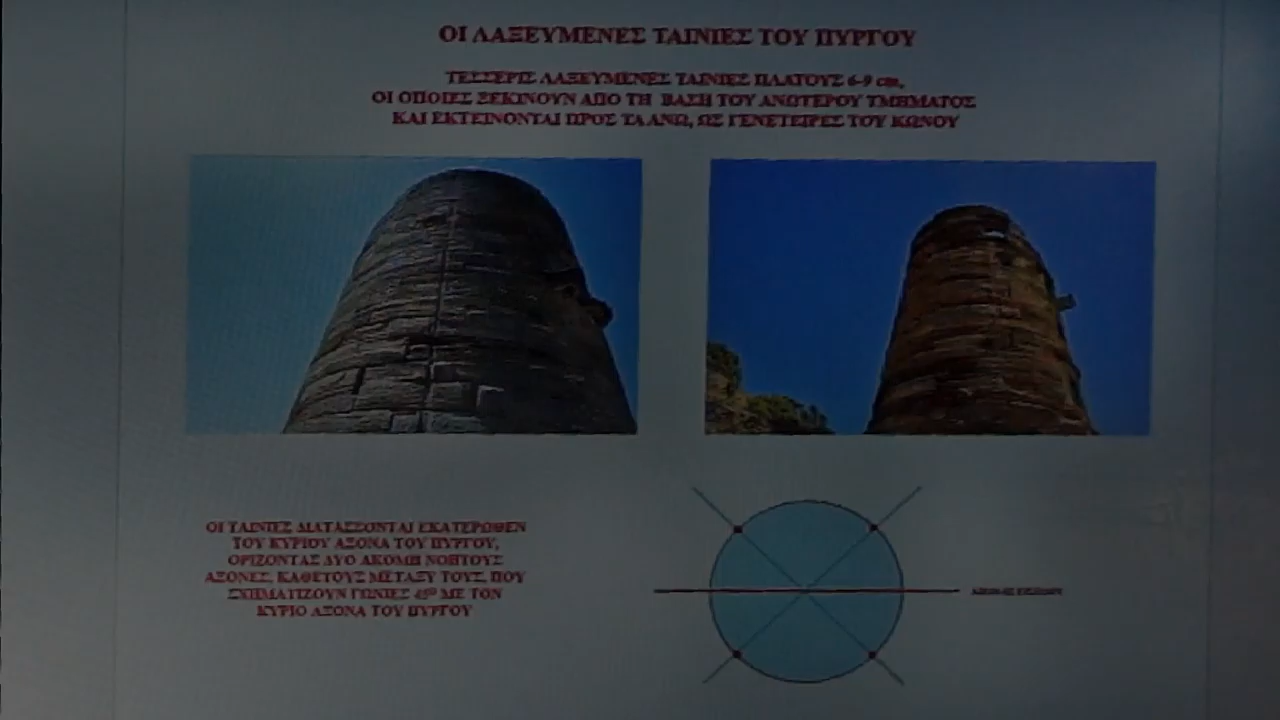 ΟΙ ΛΑΞΕΥΜΕΝΕΣ ΤΑΙΝΙΕΣ ΤΟΥ ΠΥΡΓΟΥ
ΤΕΣΣΕΡΙΣ ΛΑΞΕΥΜΕΝΕΣ ΤΑΙΝΙΕΣ ΠΛΑΤΟΥΣ 6-9 cm,
ΟΙ ΟΠΟΙΕΣ ΞΕΚΙΝΟΥΝ ΑΠΟ ΤΗ ΒΑΣΗ ΤΟΥ ΑΝΩΤΕΡΟΥ ΤΜΗΜΑΤΟΣ
ΚΑΙ ΕΚΤΕΙΝΟΝΤΑΙ ΠΡΟΣ ΤΑ ΑΝΩ, ΩΣ ΓΕΝΕΤΕΙΡΕΣ ΤΟΥ ΚΩΝΟΥ
ΟΙ ΤΑΙΝΙΕΣ ΔΙΑΤΑΣΣΟΝΤΑΙ ΕΚΑΤΕΡΩΘΕΝ
ΤΟΥ ΚΥΡΙΟΥ ΑΞΟΝΑ ΤΟΥ ΠΥΡΓΟΥ,
ΟΡΙΖΟΝΤΑΣ ΔΥΟ ΑΚΟΜΗ ΝΟΗΤΟΥΣ
ΑΞΟΝΕΣ, ΚΑΘΕΤΟΥΣ ΜΕΤΑΞΥ ΤΟΥΣ, ΠΟΥ
ΣΧΗΜΑΤΙΖΟΥΝ ΓΩΝΙΕΣ 45º ΜΕ ΤΟΝ
ΚΥΡΙΟ ΑΞΟΝΑ ΤΟΥ ΠΥΡΓΟΥ